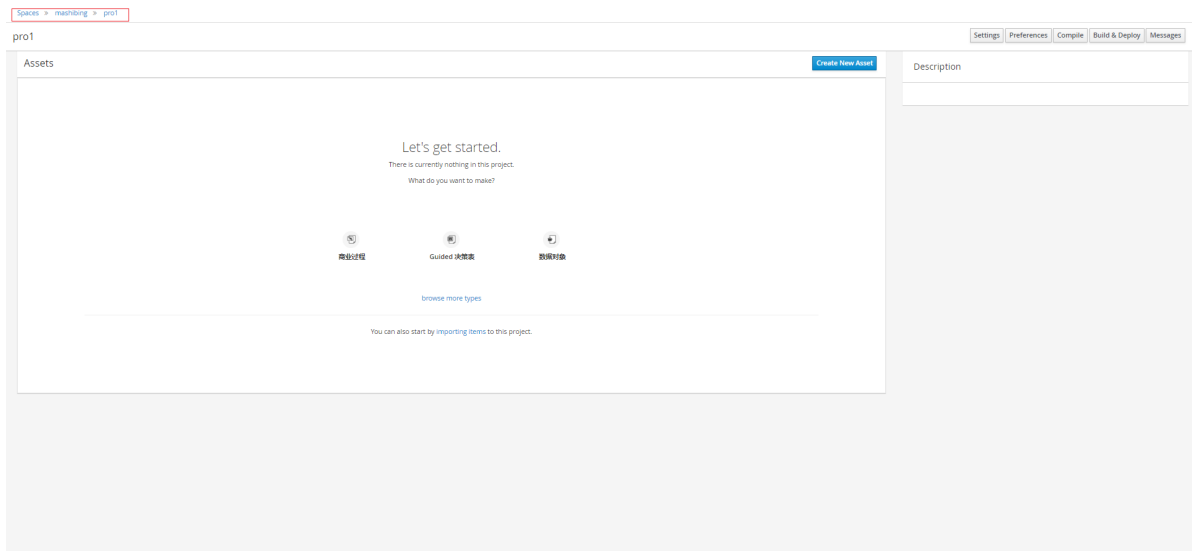 Spaces > mashibing > pro1
pro1
Settings Preferences Compile Build & Deploy Messages
Assets
Create New Asset
Description
Let's get started.
There is currently nothing in this project.
What do you want to make?
商业过程 Guided 决策表 数据对象
browse more types
You can also start by importing items to this project.